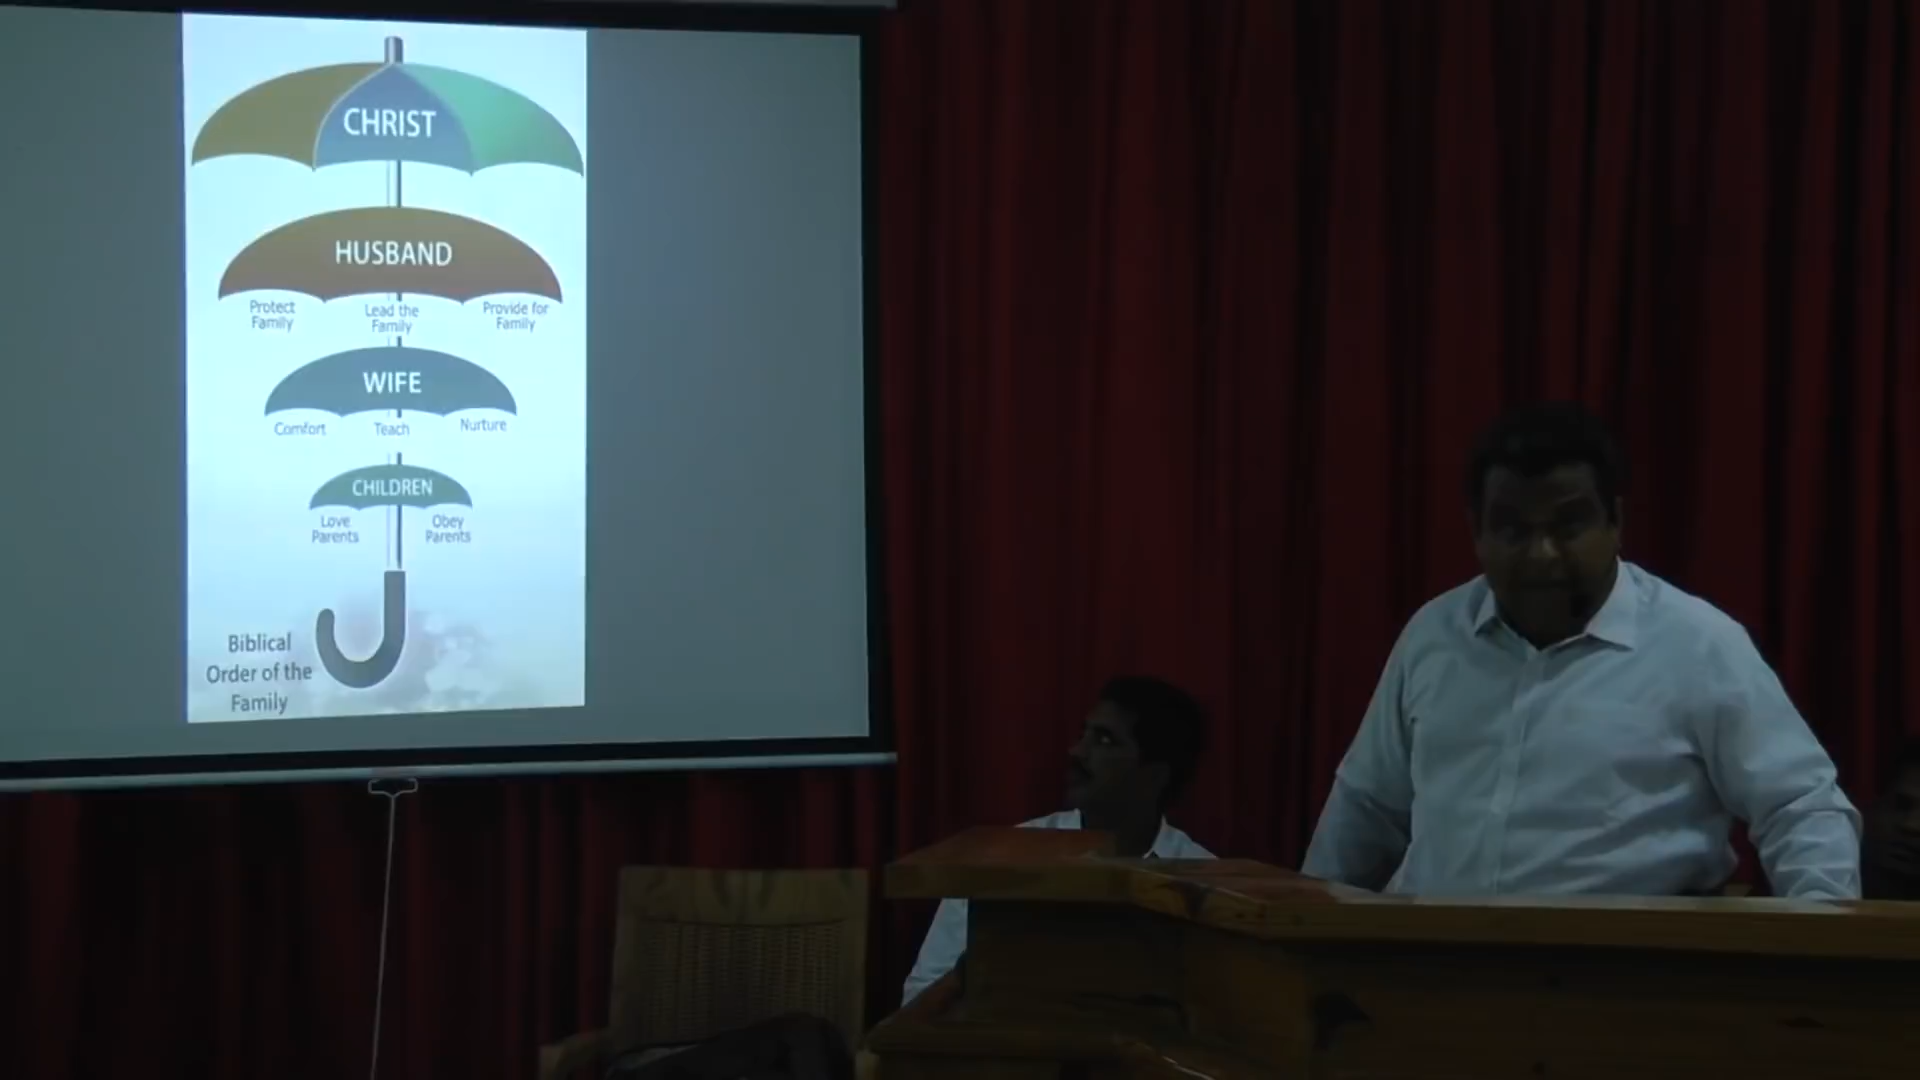 CHRIST
HUSBAND
Protect
Family
Lead the
Family
Provide for
Family
WIFE
Comfort
Teach
Nurture
CHILDREN
Love
Parents
Obey
Parents
Biblical
Order of the
Family